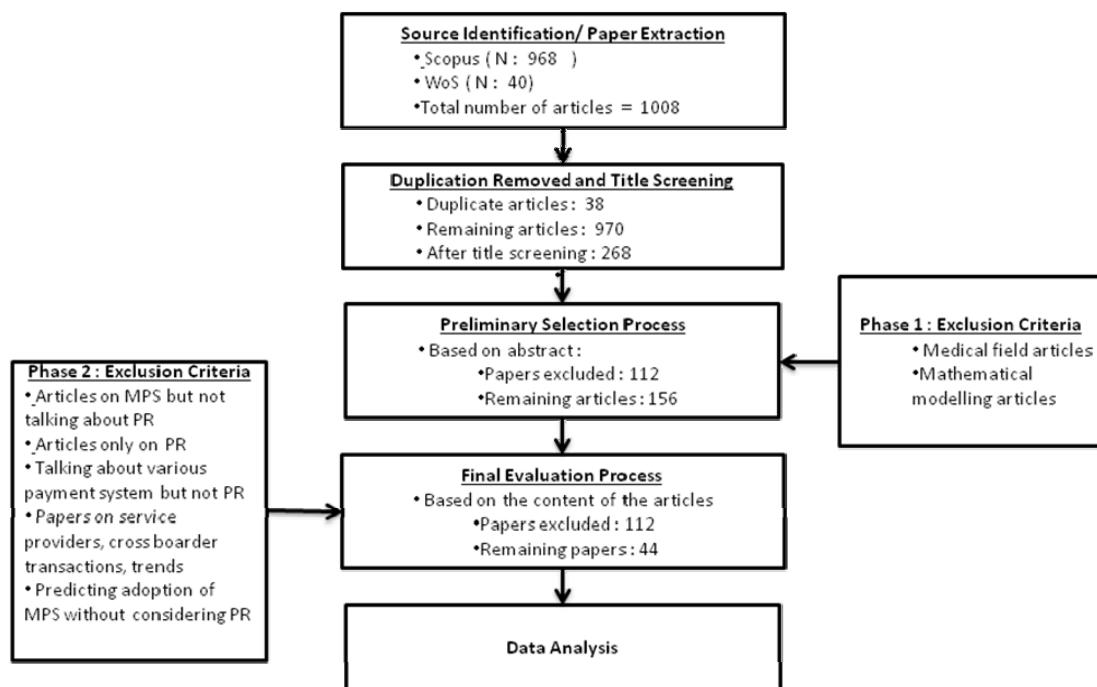 Source Identification/ Paper Extraction
• Scopus ( N : 968 )
• WoS ( N : 40)
•Total number of articles = 1008
Duplication Removed and Title Screening
• Duplicate articles : 38
• Remaining articles : 970
• After title screening : 268
Preliminary Selection Process
• Based on abstract :
•Papers excluded : 112
•Remaining articles : 156
Phase 1 : Exclusion Criteria
• Medical field articles
• Mathematical
modelling articles
Phase 2 : Exclusion Criteria
•Articles on MPS but not
talking about PR
•Articles only on PR
•Talking about various
payment system but not PR
•Papers on service
providers, cross boarder
transactions, trends
•Predicting adoption of
MPS without considering PR
Final Evaluation Process
• Based on the content of the articles
•Papers excluded : 112
•Remaining papers : 44
Data Analysis